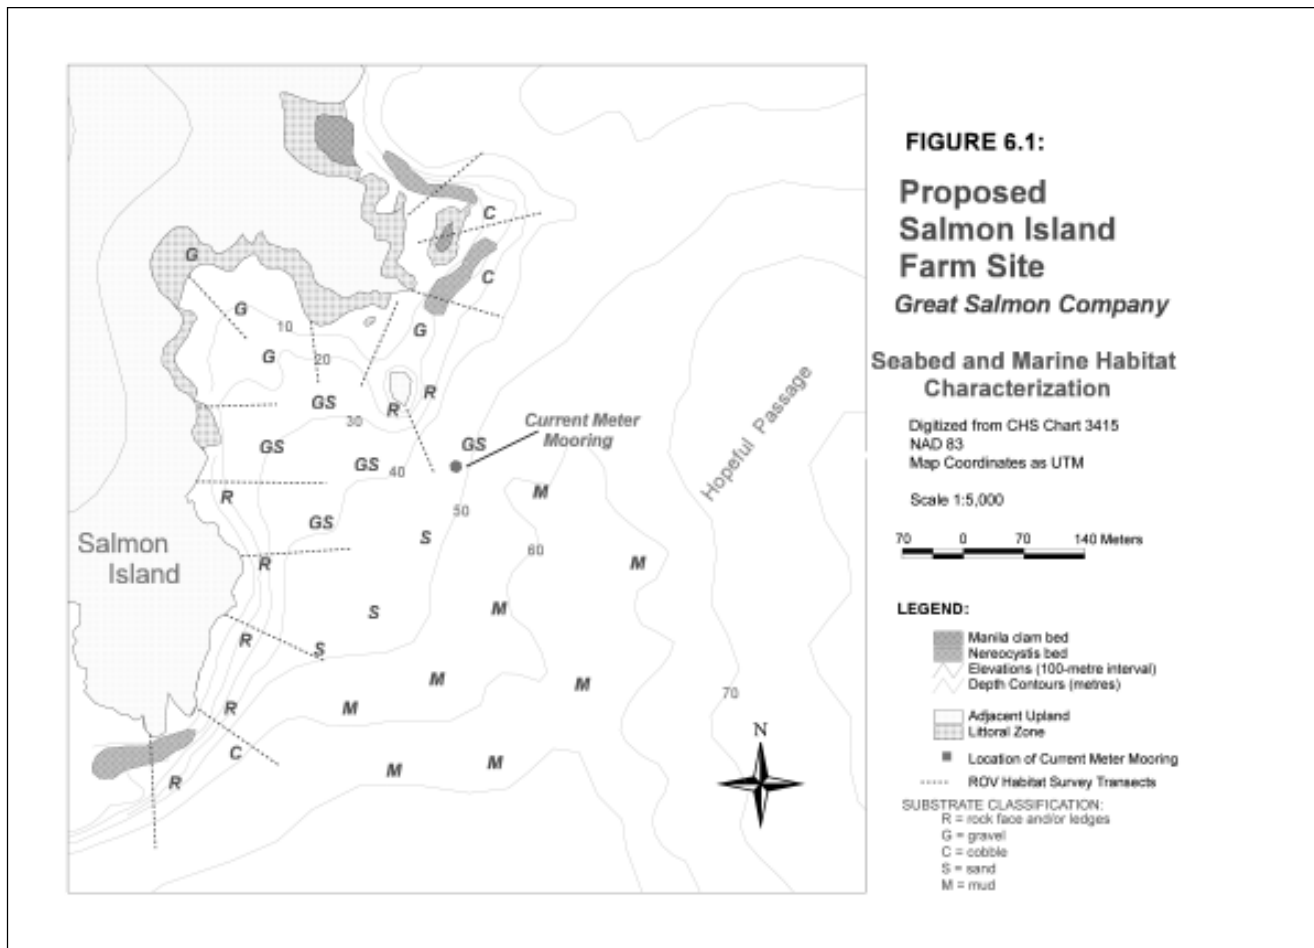 FIGURE 6.1:
Proposed
Salmon Island
Farm Site
Great Salmon Company
Seabed and Marine Habitat
Characterization
Digitized from CHS Chart 3415
NAD 83
Map Coordinates as UTM
Scale 1:5,000
70 0 70 140 Meters
LEGEND:
Manila clam bed
Nereocystis bed
Elevations (100-metre interval)
Depth Contours (metres)
Adjacent Upland
Littoral Zone
Location of Current Meter Mooring
ROV Habitat Survey Transects
SUBSTRATE CLASSIFICATION:
R = rock face and/or ledges
G = gravel
C = cobble
S = sand
M = mud
C
G
C
G
10
G
G
20
R
GS
R
30
Current Meter
Mooring
GS
GS
GS
40
Hopeful Passage
R
M
50
GS
S
60
Salmon
Island
R
M
M
S
R
S
M
M
70
R
M
N
C
M
M
R